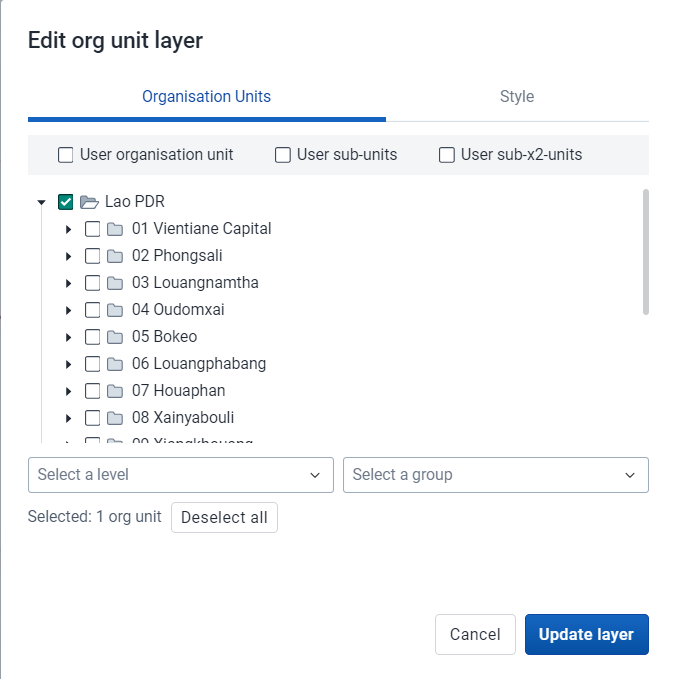 Edit org unit layer
Organisation Units Style
User organisation unit User sub-units User sub-x2-units
Lao PDR
01 Vientiane Capital
02 Phongsali
03 Louangnamtha
04 Oudomxai
05 Bokeo
06 Louangphabang
07 Houaphan
08 Xainyabouli
09 Xiangkhouang
Select a level Select a group
Selected: 1 org unit Deselect all
Cancel Update layer